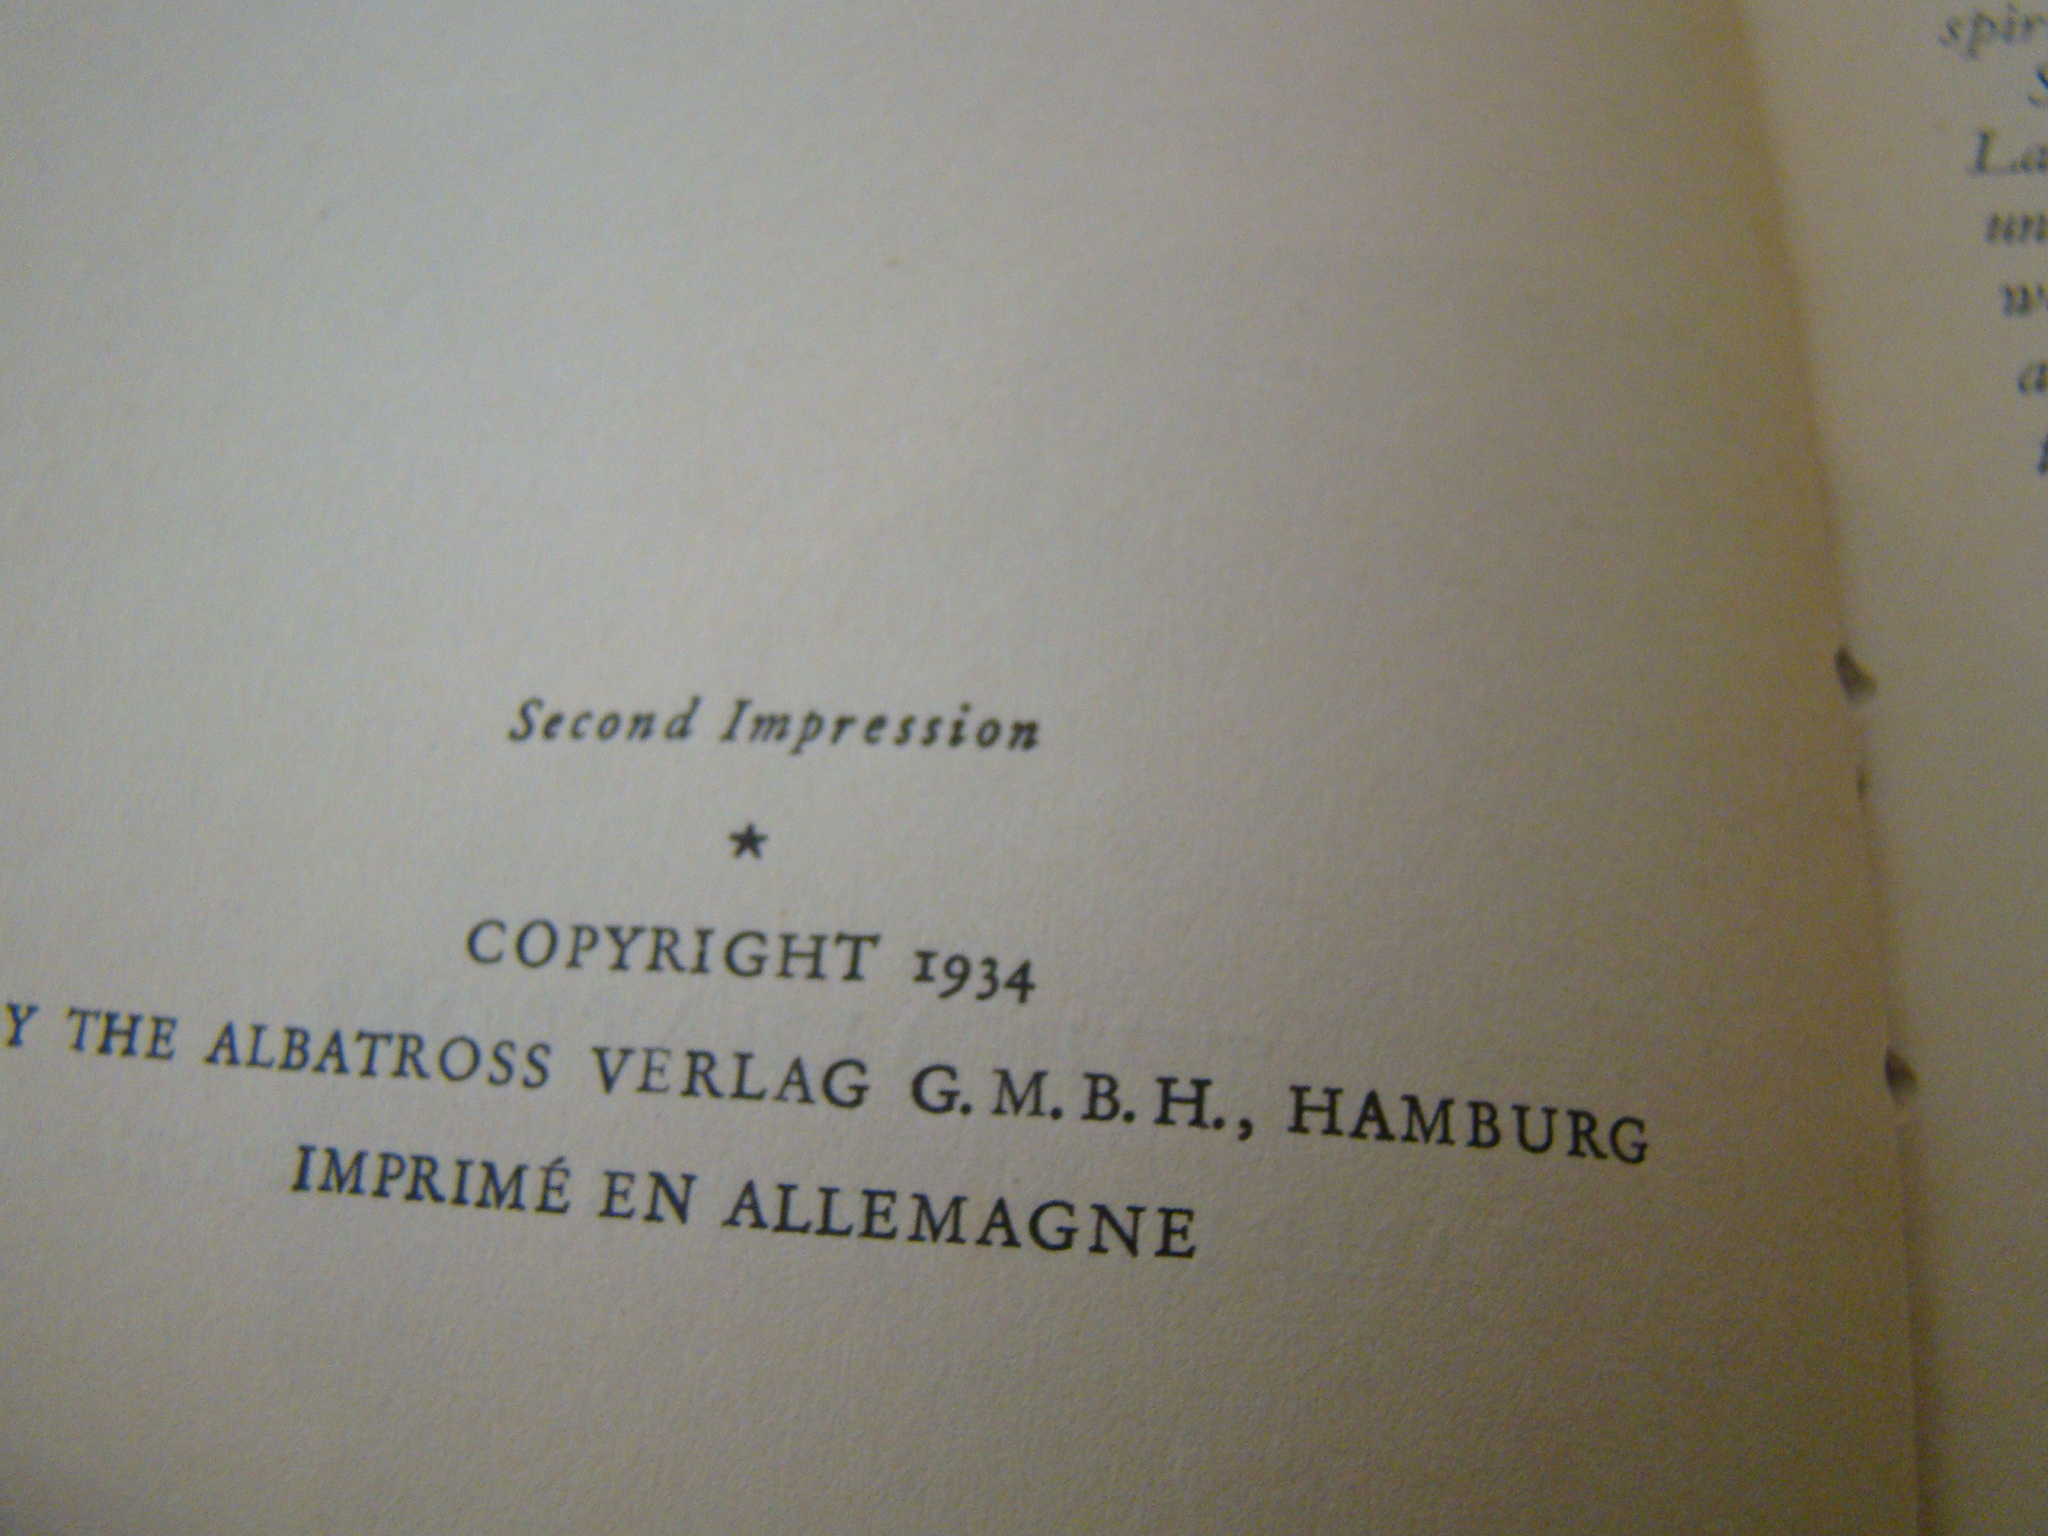 Second Impression
★
COPYRIGHT 1934
Y THE ALBATROSS VERLAG G. M. B. H., HAMBURG
IMPRIMÉ EN ALLEMAGNE